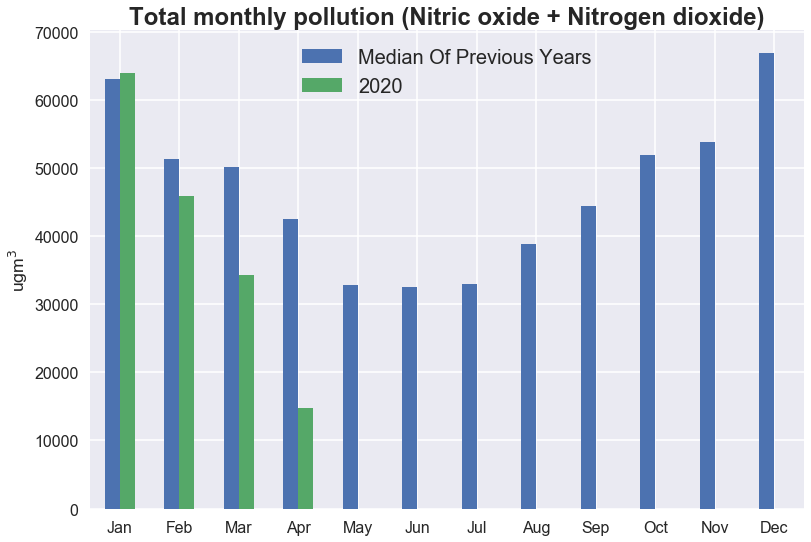 Total monthly pollution (Nitric oxide + Nitrogen dioxide)
Median Of Previous Years
2020
ugm³
70000
60000
50000
40000
30000
20000
10000
0
Jan Feb Mar Apr May Jun Jul Aug Sep Oct Nov Dec